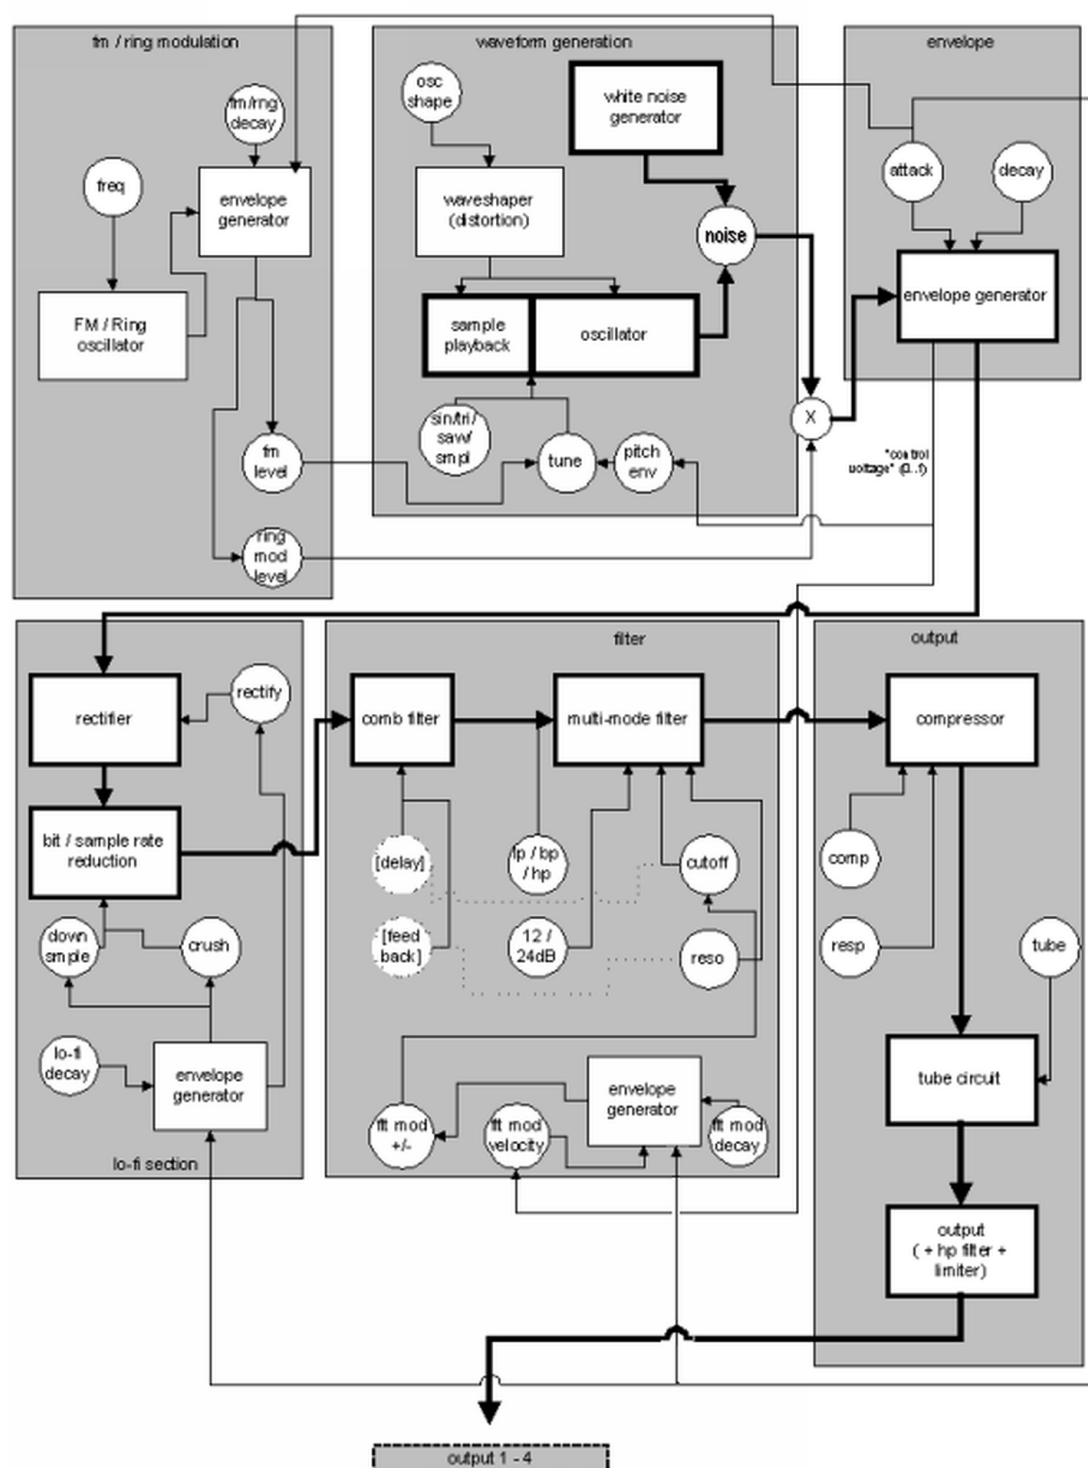 fm / ring modulation
fm/rng
decay
freq
envelope
generator
FM / Ring
oscillator
fm
level
ring
mod
level
waveform generation
osc
shape
white noise
generator
waveshaper
(distortion)
noise
sample
playback
oscillator
sin/tri/
saw/
smpl
tune
pitch
env
X
envelope
attack
decay
envelope generator
"control
voltage" (0..1)
rectifier
rectify
bit / sample rate
reduction
down
smple
crush
lo-fi
decay
envelope
generator
lo-fi section
filter
comb filter
multi-mode filter
[delay]
lp / bp
/ hp
cutoff
[feed
back]
12 /
24dB
reso
envelope
generator
flt mod
+/-
flt mod
velocity
flt mod
decay
output
compressor
comp
resp
tube
tube circuit
output
( + hp filter +
limiter)
output 1 - 4